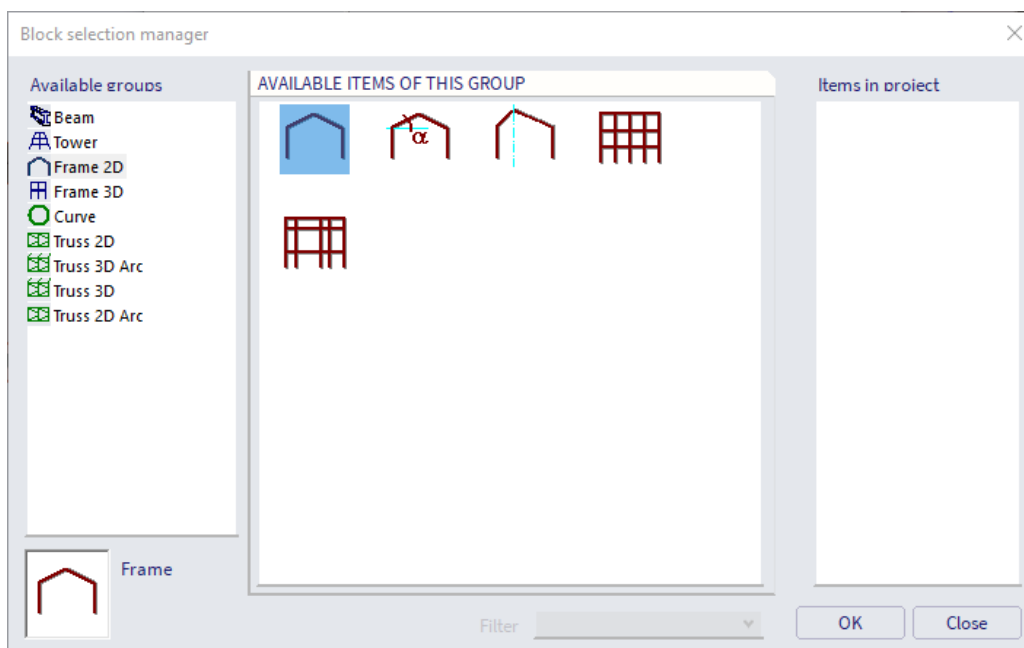 Block selection manager
Available groups
AVAILABLE ITEMS OF THIS GROUP
Items in project
Beam
Tower
Frame 2D
Frame 3D
Curve
Truss 2D
Truss 3D Arc
Truss 3D
Truss 2D Arc
α
Frame
Filter
OK
Close